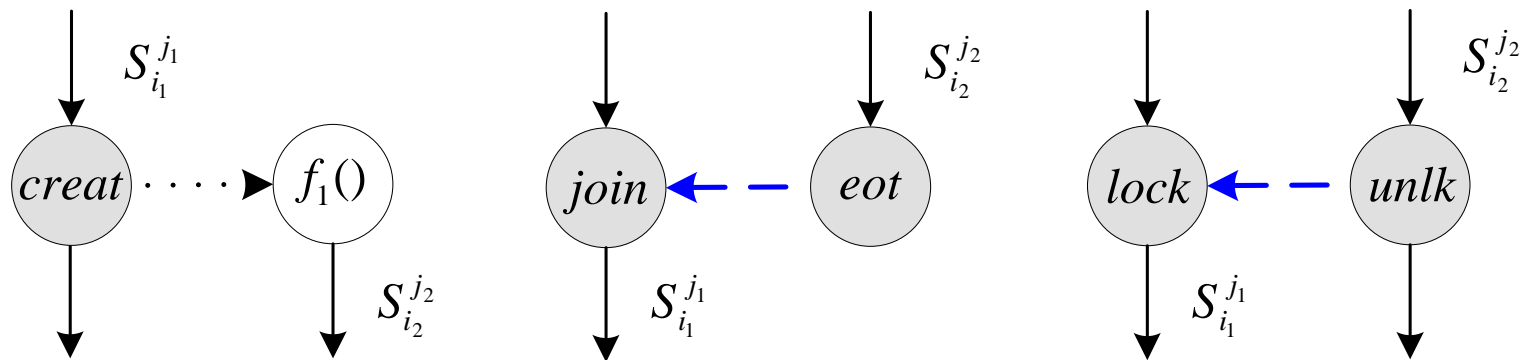 S_{i_1}^{j_1}
creat
f_1()
S_{i_2}^{j_2}
S_{i_2}^{j_2}
join
eot
S_{i_1}^{j_1}
S_{i_2}^{j_2}
lock
unlk
S_{i_1}^{j_1}